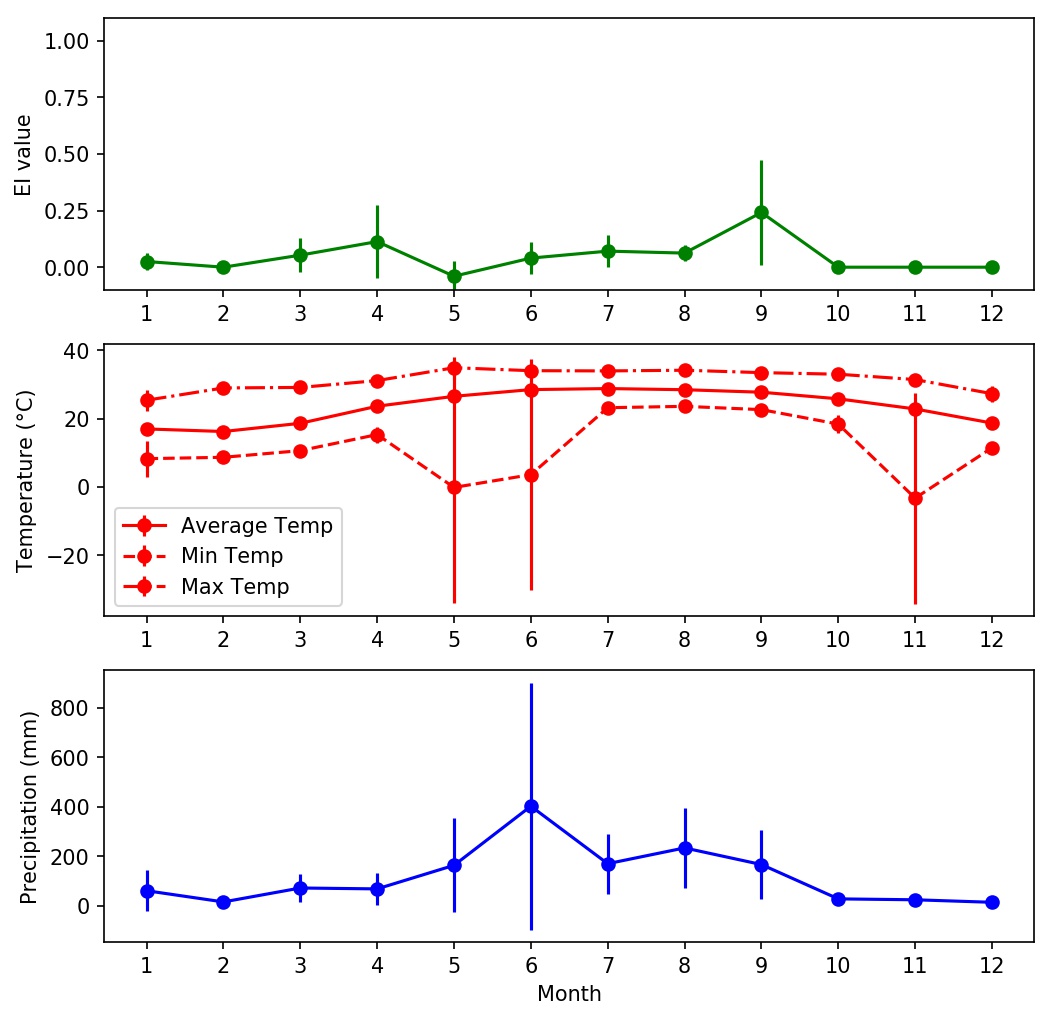 EI value
1.00
0.75
0.50
0.25
0.00
1 2 3 4 5 6 7 8 9 10 11 12
Temperature (°C)
40
20
0
−20
Average Temp
Min Temp
Max Temp
1 2 3 4 5 6 7 8 9 10 11 12
Precipitation (mm)
800
600
400
200
0
1 2 3 4 5 6 7 8 9 10 11 12
Month